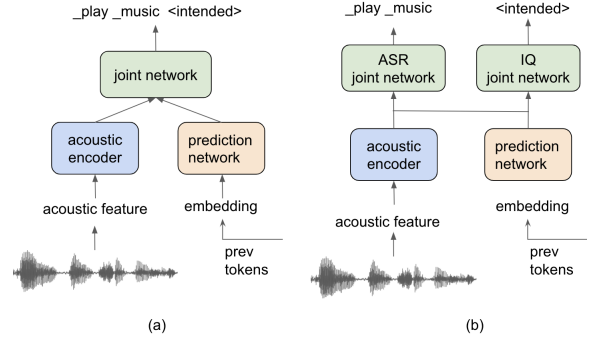 _play _music <intended>
joint network
acoustic
encoder
prediction
network
acoustic feature
embedding
prev
tokens
(a)
_play _music
<intended>
ASR
joint network
IQ
joint network
acoustic
encoder
prediction
network
acoustic feature
embedding
prev
tokens
(b)